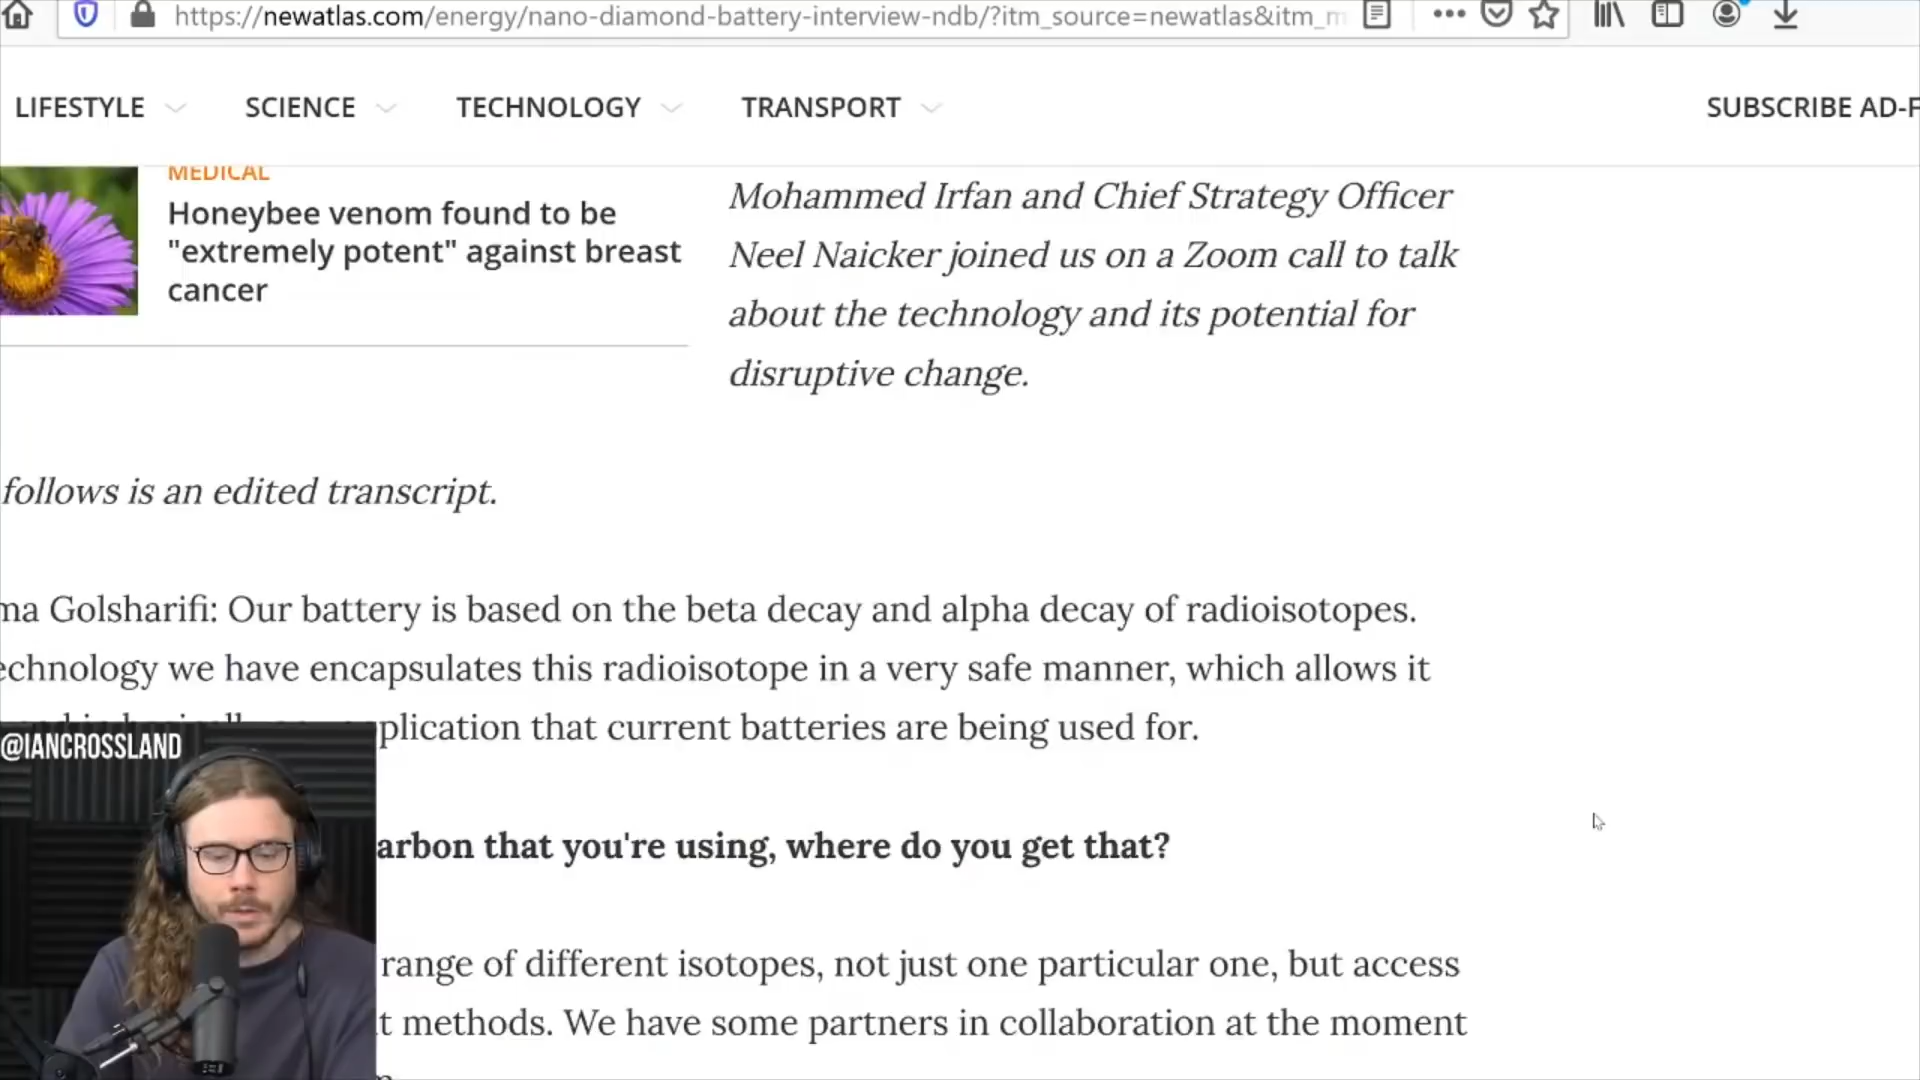 https://newatlas.com/energy/nano-diamond-battery-interview-ndb/?itm_source=newatlas&itm_m
LIFESTYLE SCIENCE TECHNOLOGY TRANSPORT SUBSCRIBE AD-F
MEDICAL
Honeybee venom found to be
"extremely potent" against breast
cancer
Mohammed Irfan and Chief Strategy Officer
Neel Naicker joined us on a Zoom call to talk
about the technology and its potential for
disruptive change.
follows is an edited transcript.
ma Golsharifi: Our battery is based on the beta decay and alpha decay of radioisotopes.
echnology we have encapsulates this radioisotope in a very safe manner, which allows it
plication that current batteries are being used for.
@IANCROSSLAND
arbon that you're using, where do you get that?
range of different isotopes, not just one particular one, but access
t methods. We have some partners in collaboration at the moment